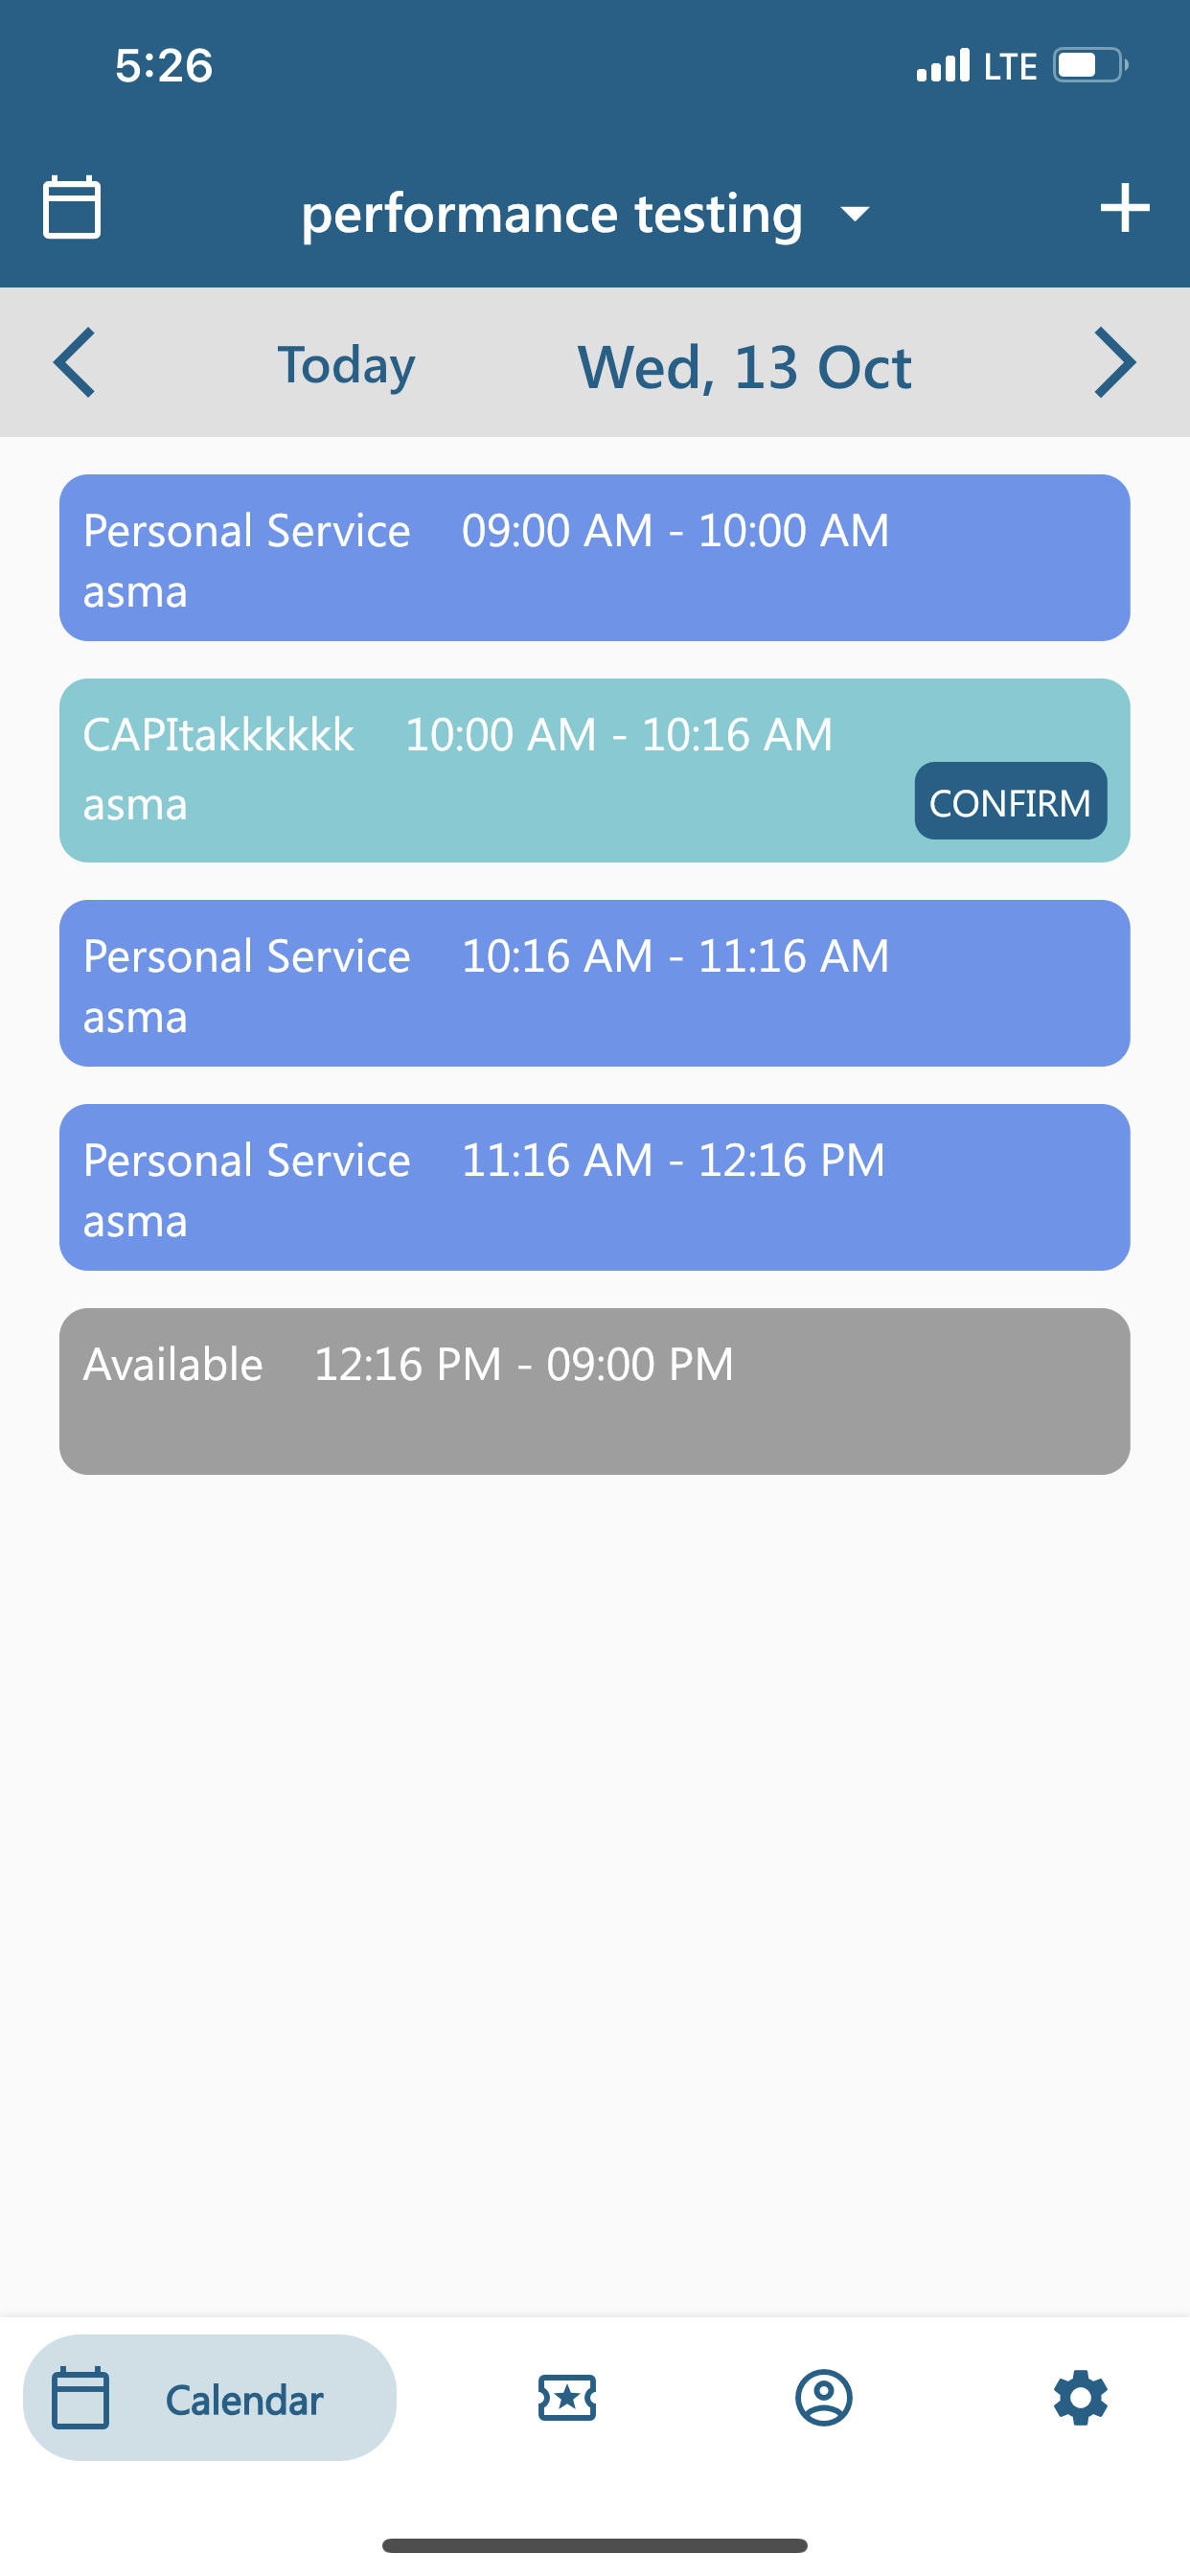 5:26 LTE
performance testing
Today Wed, 13 Oct
Personal Service 09:00 AM - 10:00 AM
asma
CAPItakkkkkk 10:00 AM - 10:16 AM
asma
CONFIRM
Personal Service 10:16 AM - 11:16 AM
asma
Personal Service 11:16 AM - 12:16 PM
asma
Available 12:16 PM - 09:00 PM
Calendar